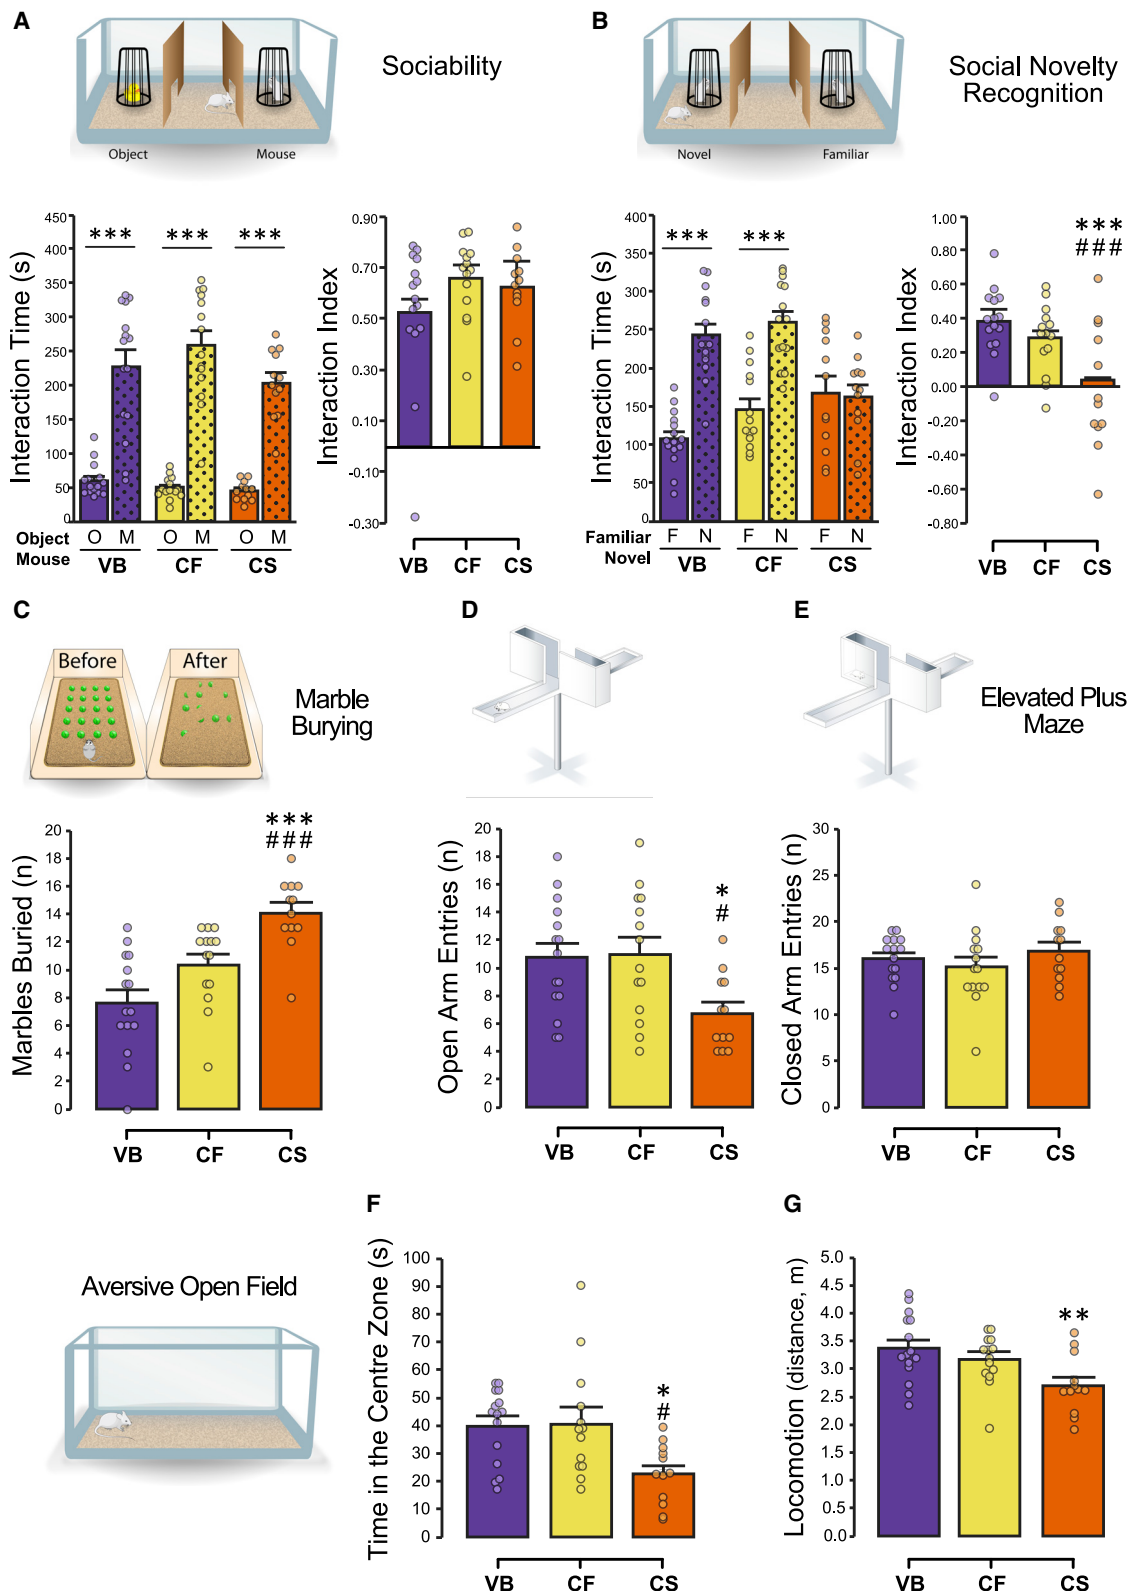 A
Sociability
Object
Mouse
Interaction Time (s)
450
400
350
300
250
200
150
100
50
0
***
***
***
O M O M O M
Object
Mouse
VB CF CS
Interaction Index
0.90
0.70
0.50
0.30
0.10
-0.10
-0.30
VB CF CS
B
Social Novelty
Recognition
Novel
Familiar
Interaction Time (s)
400
350
300
250
200
150
100
50
0
***
***
F N F N F N
Familiar
Novel
VB CF CS
Interaction Index
1.00
0.80
0.60
0.40
0.20
0.00
-0.20
-0.40
-0.60
-0.80
***
###
VB CF CS
C
Before
After
Marble
Burying
Marbles Buried (n)
20
18
16
14
12
10
8
6
4
2
0
***
###
VB CF CS
D
Open Arm Entries (n)
20
18
16
14
12
10
8
6
4
2
0
*
#
VB CF CS
E
Elevated Plus
Maze
Closed Arm Entries (n)
30
25
20
15
10
5
0
VB CF CS
Aversive Open Field
F
Time in the Centre Zone (s)
100
90
80
70
60
50
40
30
20
10
0
*
#
VB CF CS
G
Locomotion (distance, m)
5.0
4.5
4.0
3.5
3.0
2.5
2.0
1.5
1.0
0.5
0.0
**
VB CF CS